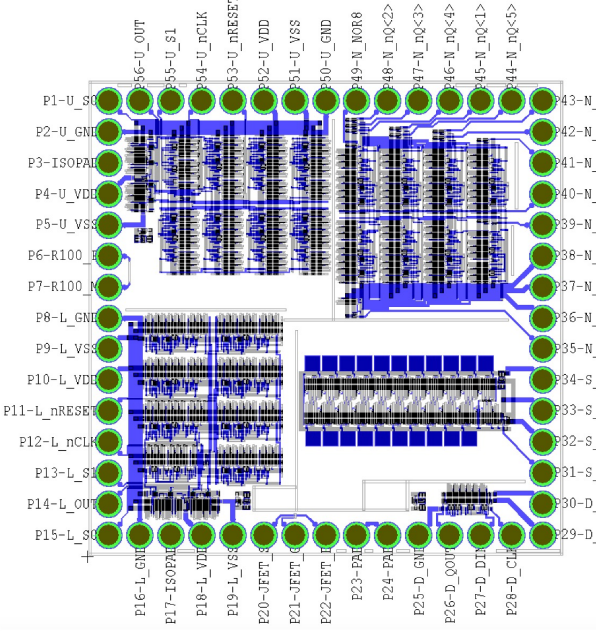 P56-U_OUT
P55-U_S1
P54-U_nCLK
P53-U_nRESET
P52-U_VDD
P51-U_VSS
P50-U_GND
P49-N_NOR8
P48-N_nQ<2>
P47-N_nQ<3>
P46-N_nQ<4>
P45-N_nQ<1>
P44-N_nQ<5>
P1-U_S0
P2-U_GND
P3-ISOPAD
P4-U_VDD
P5-U_VSS
P6-R100_
P7-R100_
P8-L_GND
P9-L_VSS
P10-L_VDD
P11-L_nRESET
P12-L_nCLK
P13-L_S1
P14-L_OUT
P15-L_S0
P43-N_
P42-N_
P41-N_
P40-N_
P39-N_
P38-N_
P37-N_
P36-N_
P35-N_
P34-S_
P33-S_
P32-S_
P31-S_
P30-D_
P29-D_
P16-L_GND
P17-ISOPAD
P18-L_VDD
P19-L_VSS
P20-JFET_S
P21-JFET_G
P22-JFET_D
P23-PAD
P24-PAD
P25-D_GND
P26-D_QOUT
P27-D_DIN
P28-D_CLK